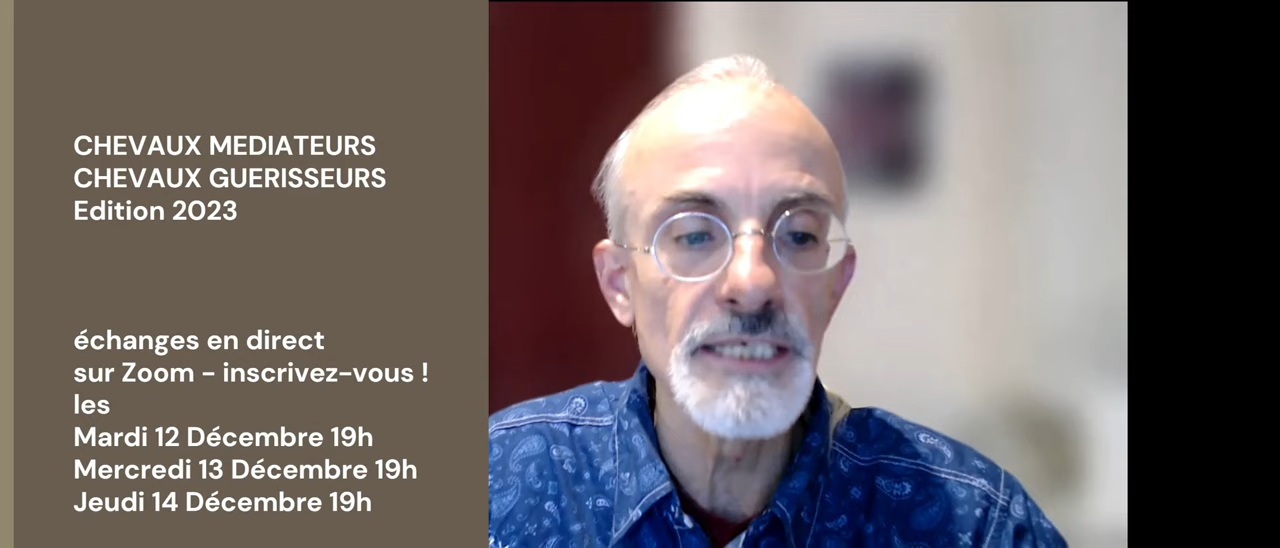 CHEVAUX MEDIATEURS
CHEVAUX GUERISSEURS
Edition 2023
échanges en direct
sur Zoom - inscrivez-vous !
les
Mardi 12 Décembre 19h
Mercredi 13 Décembre 19h
Jeudi 14 Décembre 19h